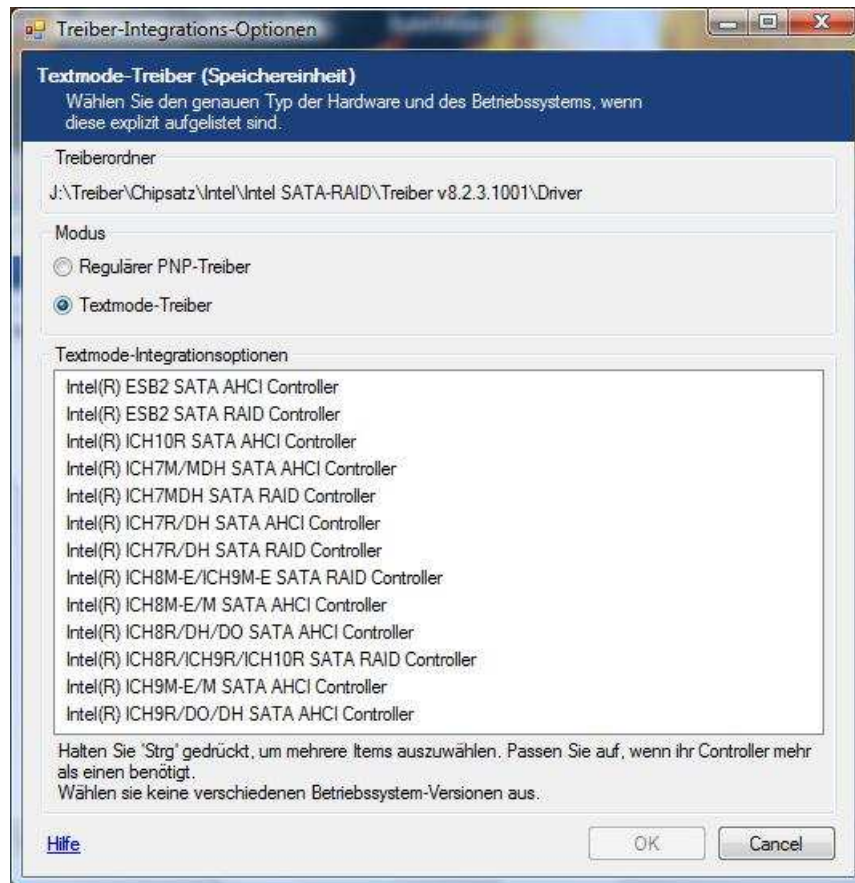 Treiber-Integrations-Optionen
Textmode-Treiber (Speichereinheit)
Wählen Sie den genauen Typ der Hardware und des Betriebssystems, wenn
diese explizit aufgelistet sind.
Treiberordner
J:\Treiber\Chipsatz\Intel\Intel SATA-RAID\Treiber v8.2.3.1001\Driver
Modus
Regulärer PNP-Treiber
Textmode-Treiber
Textmode-Integrationsoptionen
Intel(R) ESB2 SATA AHCI Controller
Intel(R) ESB2 SATA RAID Controller
Intel(R) ICH10R SATA AHCI Controller
Intel(R) ICH7M/MDH SATA AHCI Controller
Intel(R) ICH7MDH SATA RAID Controller
Intel(R) ICH7R/DH SATA AHCI Controller
Intel(R) ICH7R/DH SATA RAID Controller
Intel(R) ICH8M-E/ICH9M-E SATA RAID Controller
Intel(R) ICH8M-E/M SATA AHCI Controller
Intel(R) ICH8R/DH/DO SATA AHCI Controller
Intel(R) ICH8R/ICH9R/ICH10R SATA RAID Controller
Intel(R) ICH9M-E/M SATA AHCI Controller
Intel(R) ICH9R/DO/DH SATA AHCI Controller
Halten Sie 'Strg' gedrückt, um mehrere Items auszuwählen. Passen Sie auf, wenn ihr Controller mehr
als einen benötigt.
Wählen sie keine verschiedenen Betriebssystem-Versionen aus.
Hilfe
OK
Cancel